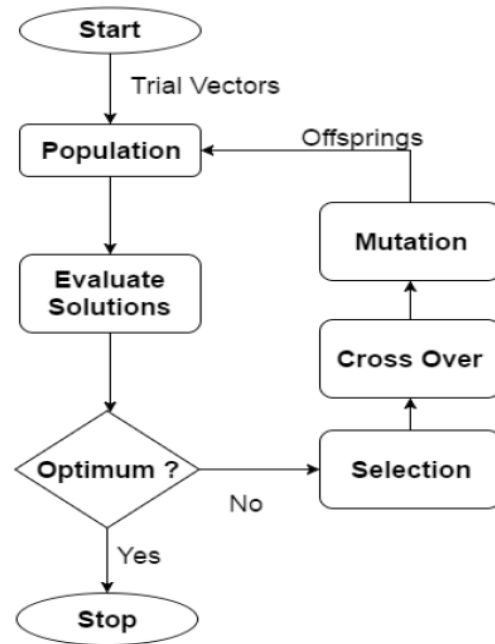 Start
Trial Vectors
Population
Offsprings
Evaluate
Solutions
Mutation
Cross Over
Optimum ?
No
Selection
Yes
Stop